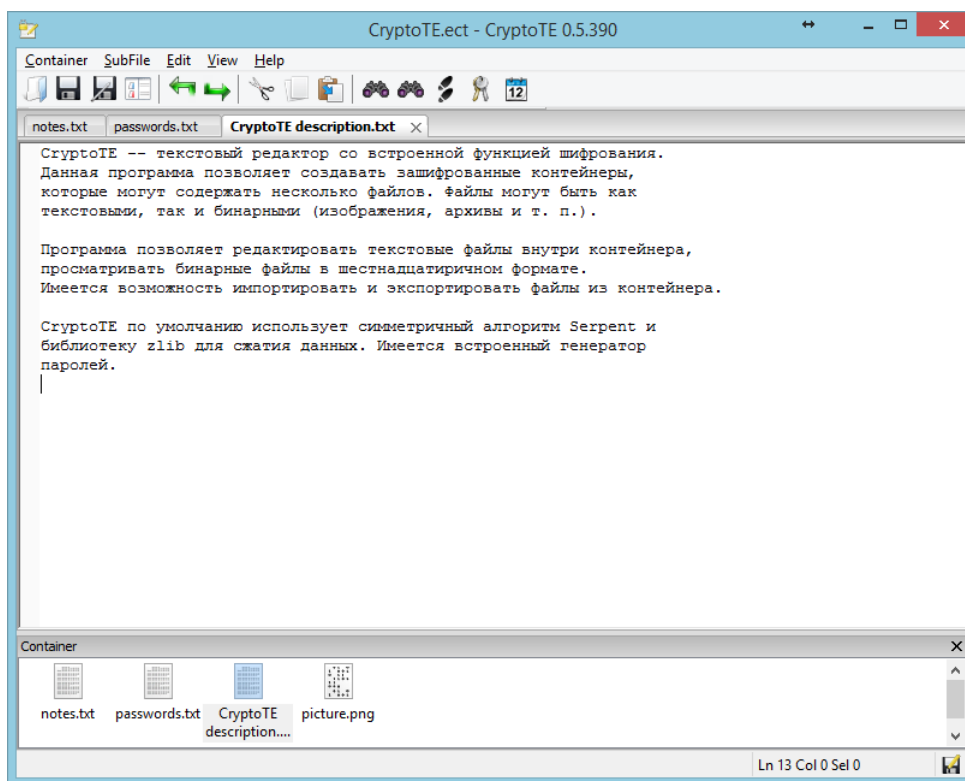 CryptoTE.ect - CryptoTE 0.5.390
Container SubFile Edit View Help
12
notes.txt passwords.txt CryptoTE description.txt
CryptoTE -- текстовый редактор со встроенной функцией шифрования.
Данная программа позволяет создавать зашифрованные контейнеры,
которые могут содержать несколько файлов. Файлы могут быть как
текстовыми, так и бинарными (изображения, архивы и т. п.).
Программа позволяет редактировать текстовые файлы внутри контейнера,
просматривать бинарные файлы в шестнадцатиричном формате.
Имеется возможность импортировать и экспортировать файлы из контейнера.
CryptoTE по умолчанию использует симметричный алгоритм Serpent и
библиотеку zlib для сжатия данных. Имеется встроенный генератор
паролей.
Container
notes.txt passwords.txt CryptoTE picture.png
description....
Ln 13 Col 0 Sel 0